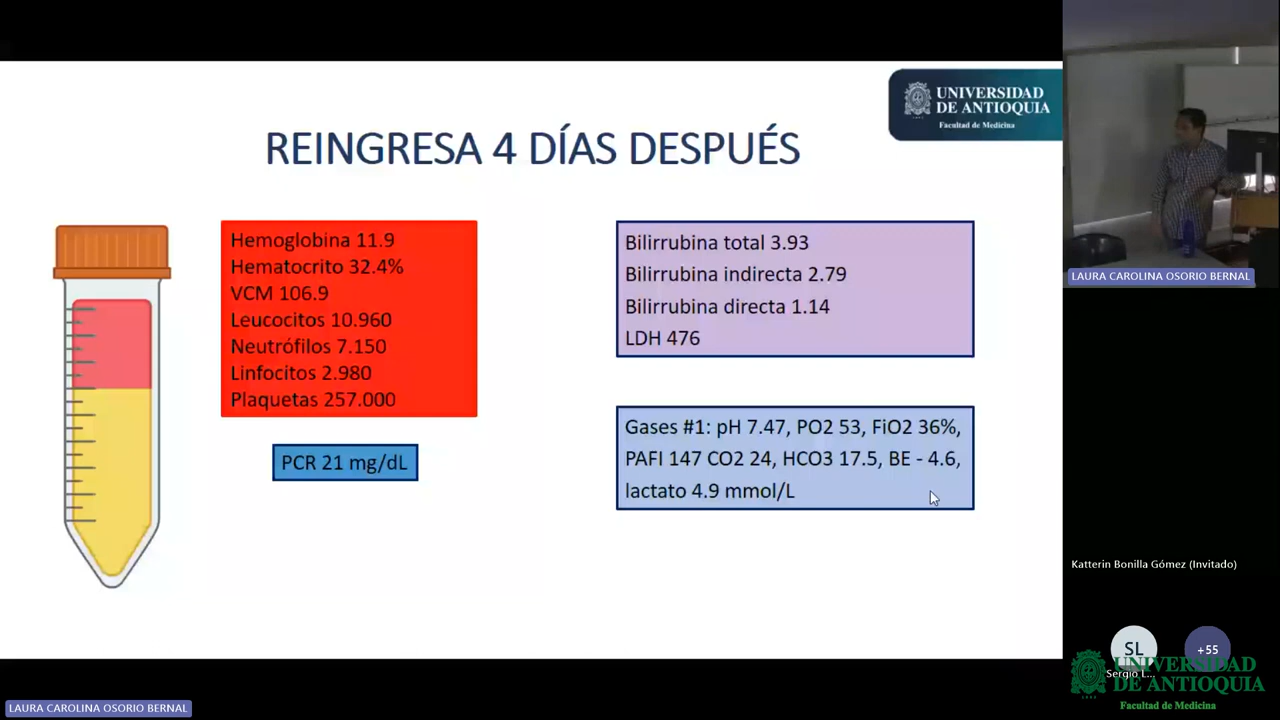 UNIVERSIDAD
DE ANTIOQUIA
Facultad de Medicina
REINGRESA 4 DÍAS DESPUÉS
Hemoglobina 11.9
Hematocrito 32.4%
VCM 106.9
Leucocitos 10.960
Neutrófilos 7.150
Linfocitos 2.980
Plaquetas 257.000
PCR 21 mg/dL
Bilirrubina total 3.93
Bilirrubina indirecta 2.79
Bilirrubina directa 1.14
LDH 476
Gases #1: pH 7.47, PO2 53, FiO2 36%,
PAFI 147 CO2 24, HCO3 17.5, BE - 4.6,
lactato 4.9 mmol/L
LAURA CAROLINA OSORIO BERNAL
Katterin Bonilla Gómez (Invitado)
SL
+55
Sergio L...
UNIVERSIDAD
DE ANTIOQUIA
Facultad de Medicina
LAURA CAROLINA OSORIO BERNAL